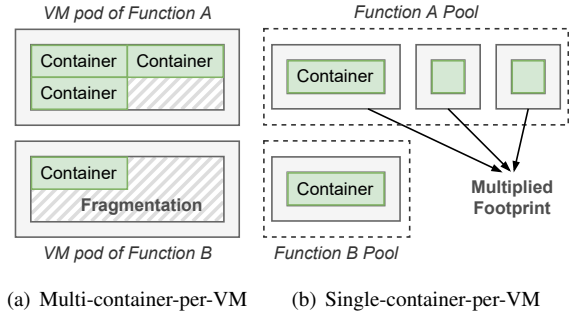 VM pod of Function A
Container
Container
Container
Container
Fragmentation
VM pod of Function B
(a) Multi-container-per-VM
Function A Pool
Container
Container
Multiplied
Footprint
Function B Pool
(b) Single-container-per-VM